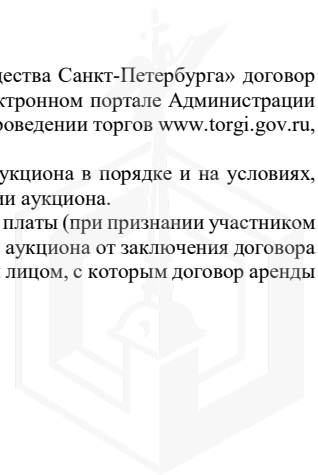 щества Санкт-Петербурга» договор
ктронном портале Администрации
роведении торгов www.torgi.gov.ru,
укциона в порядке и на условиях,
ии аукциона.
платы (при признании участником
аукциона от заключения договора
лицом, с которым договор аренды